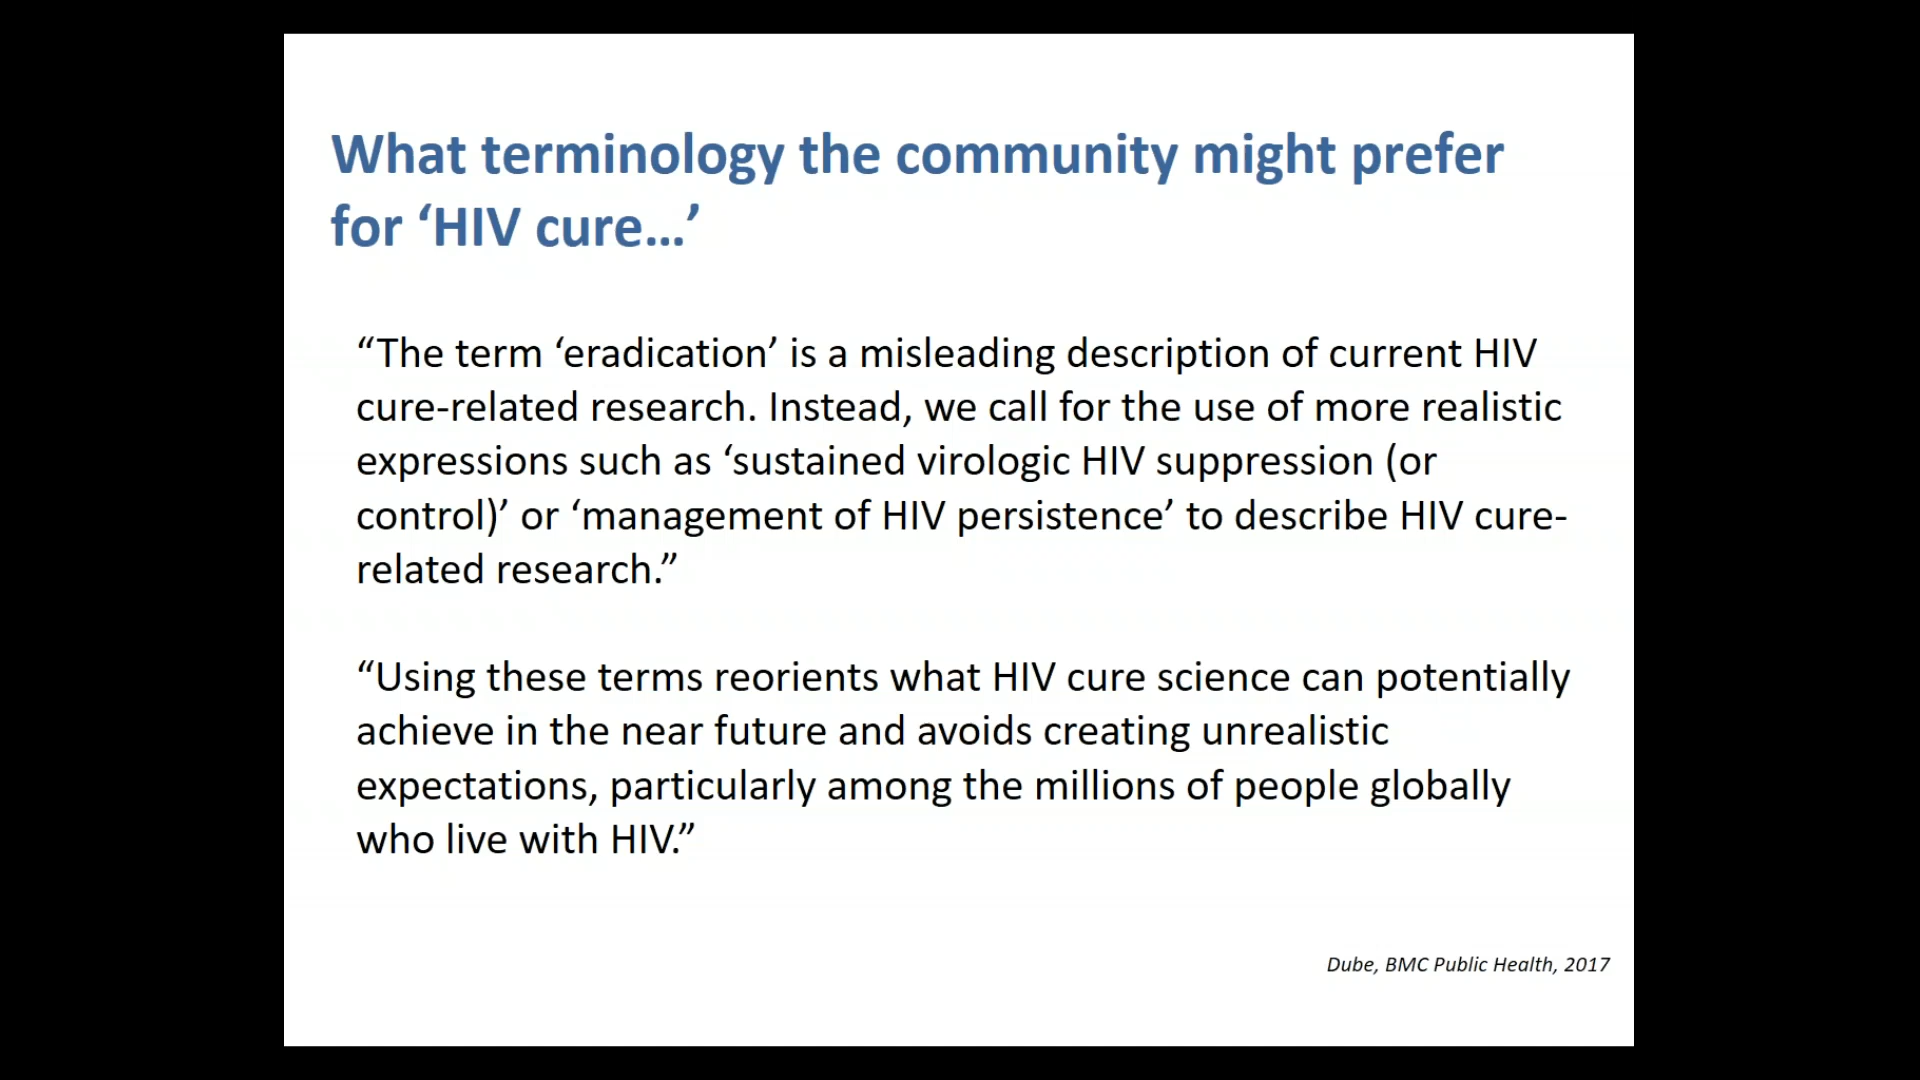 What terminology the community might prefer
for ‘HIV cure…’
“The term ‘eradication’ is a misleading description of current HIV
cure-related research. Instead, we call for the use of more realistic
expressions such as ‘sustained virologic HIV suppression (or
control)’ or ‘management of HIV persistence’ to describe HIV cure-
related research.”
“Using these terms reorients what HIV cure science can potentially
achieve in the near future and avoids creating unrealistic
expectations, particularly among the millions of people globally
who live with HIV.”
Dube, BMC Public Health, 2017